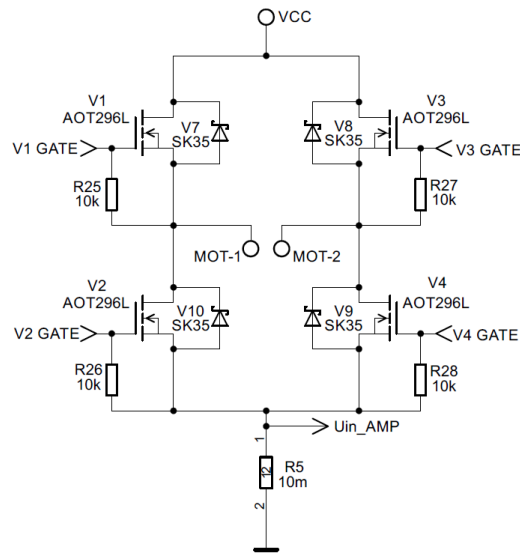 VCC
V1
AOT296L
V7
SK35
V8
SK35
V3
AOT296L
V1 GATE
V3 GATE
R25
10k
R27
10k
MOT-1
MOT-2
V2
AOT296L
V10
SK35
V9
SK35
V4
AOT296L
V2 GATE
V4 GATE
R26
10k
R28
10k
Uin_AMP
1
R5
10m
12
2